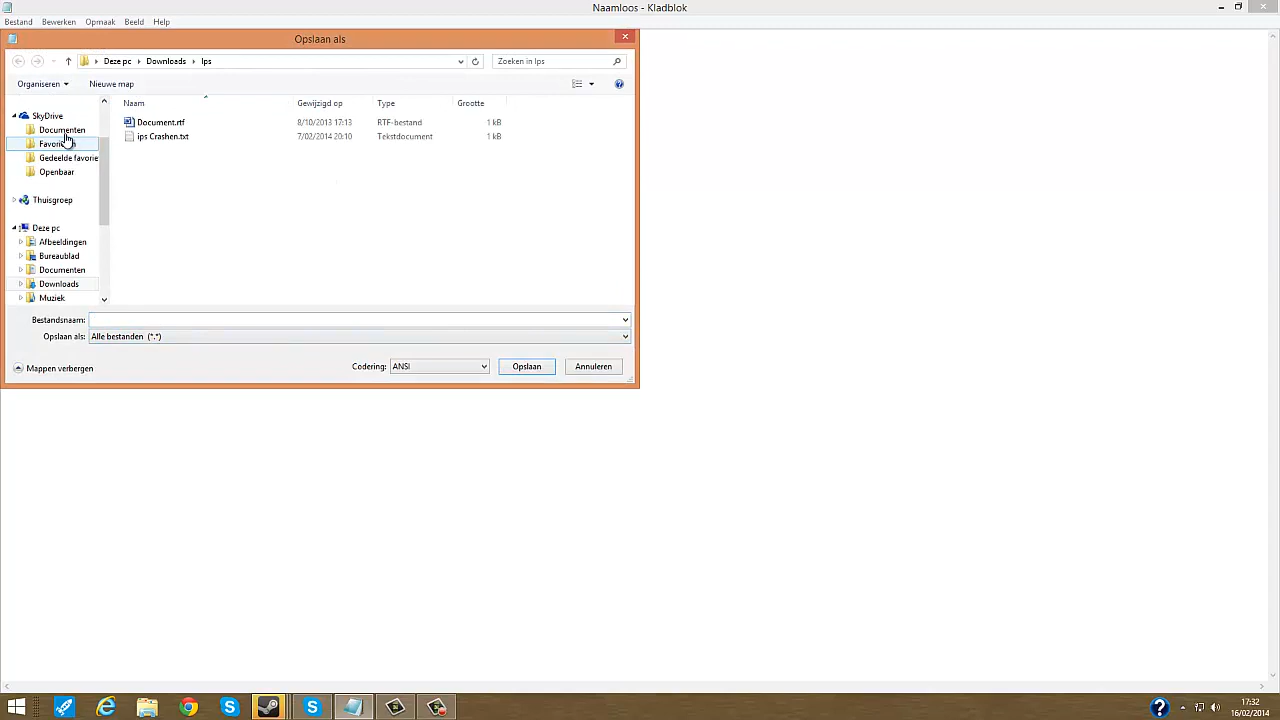 Naamloos - Kladblok
Bestand Bewerken Opmaak Beeld Help
Opslaan als
Deze pc Downloads Ips
Zoeken in Ips
Organiseren Nieuwe map
Naam Gewijzigd op Type Grootte
Document.rtf 8/10/2013 17:13 RTF-bestand 1 kB
ips Crashen.txt 7/02/2014 20:10 Tekstdocument 1 kB
SkyDrive
Documenten
Gedeelde favorie
Openbaar
Thuisgroep
Deze pc
Afbeeldingen
Bureaublad
Documenten
Downloads
Muziek
Bestandsnaam:
Opslaan als: Alle bestanden (*.*)
Mappen verbergen
Codering: ANSI Opslaan Annuleren
17:32
16/02/2014